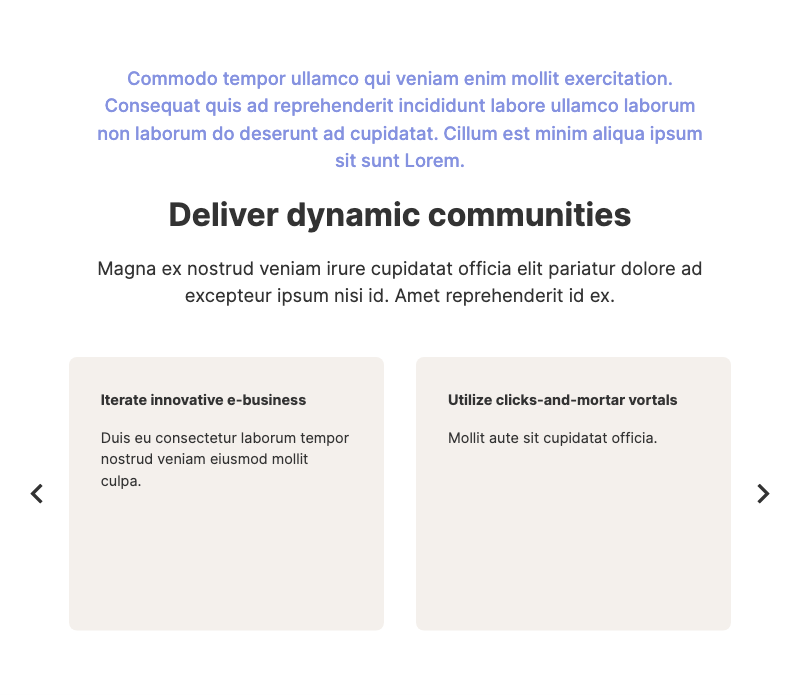 Commodo tempor ullamco qui veniam enim mollit exercitation.
Consequat quis ad reprehenderit incididunt labore ullamco laborum
non laborum do deserunt ad cupidatat. Cillum est minim aliqua ipsum
sit sunt Lorem.
Deliver dynamic communities
Magna ex nostrud veniam irure cupidatat officia elit pariatur dolore ad
excepteur ipsum nisi id. Amet reprehenderit id ex.
Iterate innovative e-business
Duis eu consectetur laborum tempor
nostrud veniam eiusmod mollit
culpa.
Utilize clicks-and-mortar vortals
Mollit aute sit cupidatat officia.